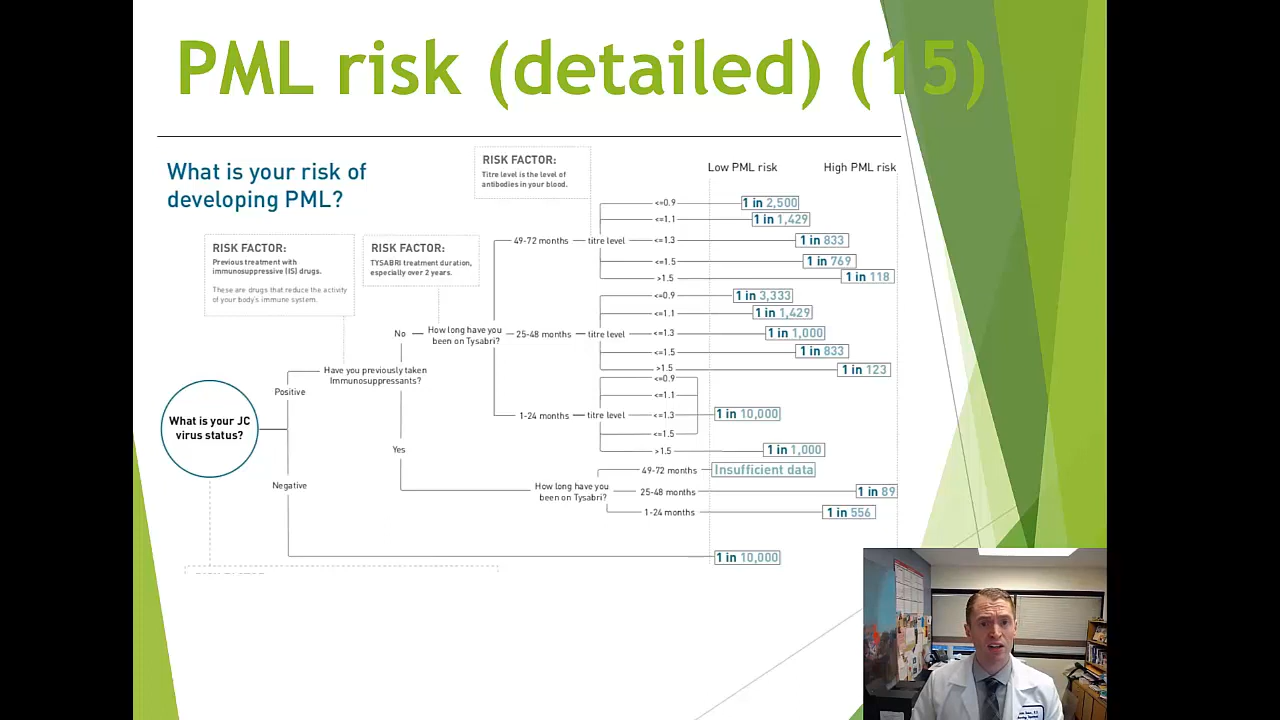 PML risk (detailed) (15)
What is your risk of
developing PML?
RISK FACTOR:
Titre level is the level of
antibodies in your blood.
Low PML risk
High PML risk
RISK FACTOR:
Previous treatment with
immunosuppressive (IS) drugs.
These are drugs that reduce the activity
of your body's immune system.
RISK FACTOR:
TYSABRI treatment duration,
especially over 2 years.
What is your JC
virus status?
Positive
Have you previously taken
Immunosuppressants?
No
How long have you
been on Tysabri?
49-72 months
titre level
<=0.9
1 in 2,500
<=1.1
1 in 1,429
<=1.3
1 in 833
<=1.5
1 in 769
>1.5
1 in 118
25-48 months
titre level
<=0.9
1 in 3,333
<=1.1
1 in 1,429
<=1.3
1 in 1,000
<=1.5
1 in 833
>1.5
1 in 123
1-24 months
titre level
<=0.9
<=1.1
<=1.3
<=1.5
1 in 10,000
>1.5
1 in 1,000
Yes
How long have you
been on Tysabri?
49-72 months
Insufficient data
25-48 months
1 in 89
1-24 months
1 in 556
Negative
1 in 10,000